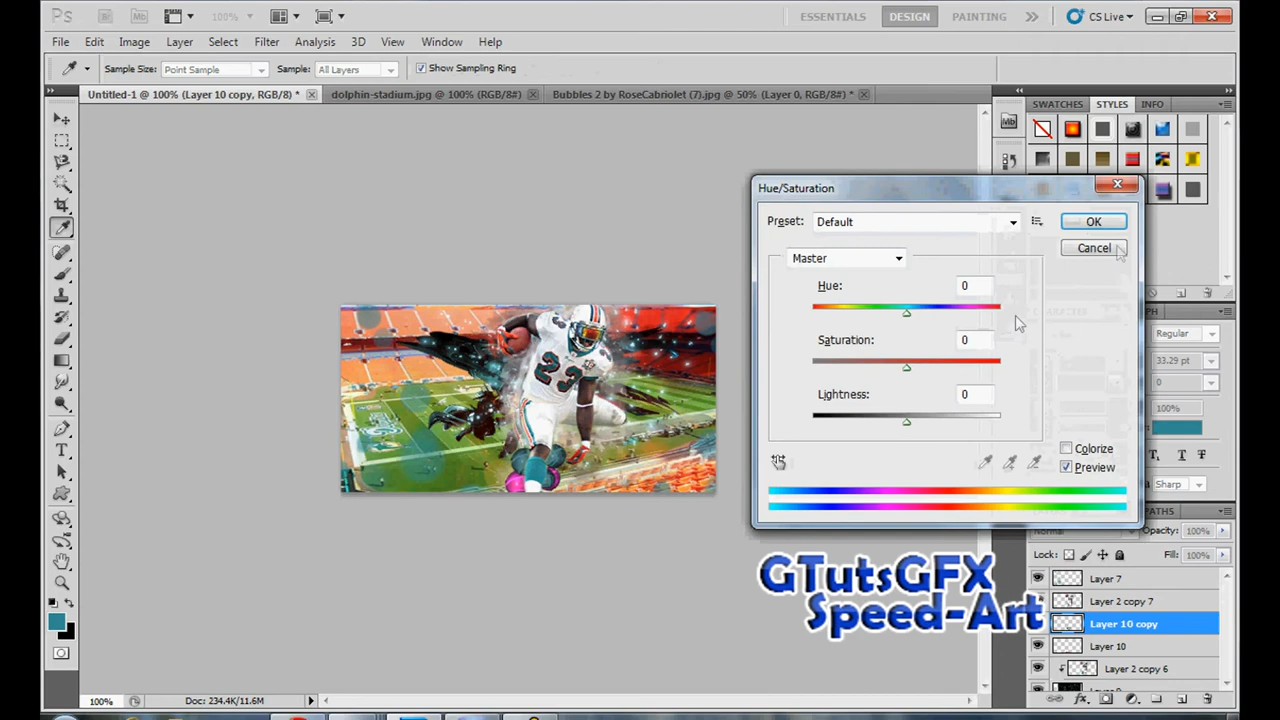 Ps Br Mb 100% ESSENTIALS DESIGN PAINTING >> CS Live
File Edit Image Layer Select Filter Analysis 3D View Window Help
Sample Size: Point Sample Sample: All Layers Show Sampling Ring
Untitled-1 @ 100% (Layer 10 copy, RGB/8) * dolphin-stadium.jpg @ 100% (RGB/8#) Bubbles 2 by RoseCabriolet (7).jpg @ 50% (Layer 0, RGB/8#) *
SWATCHES STYLES INFO
Mb
Hue/Saturation
Preset: Default OK
Cancel
Master
Hue: 0
Saturation: 0
Lightness: 0
Colorize
Preview
Regular
33.29 pt
0
100%
T, T Ŧ
Sharp
PATHS
Normal Opacity: 100%
Lock: Fill: 100%
Layer 7
Layer 2 copy 7
Layer 10 copy
Layer 10
Layer 2 copy 6
23
GTutsGFX
Speed-Art
100% Doc: 234.4K/11.6M